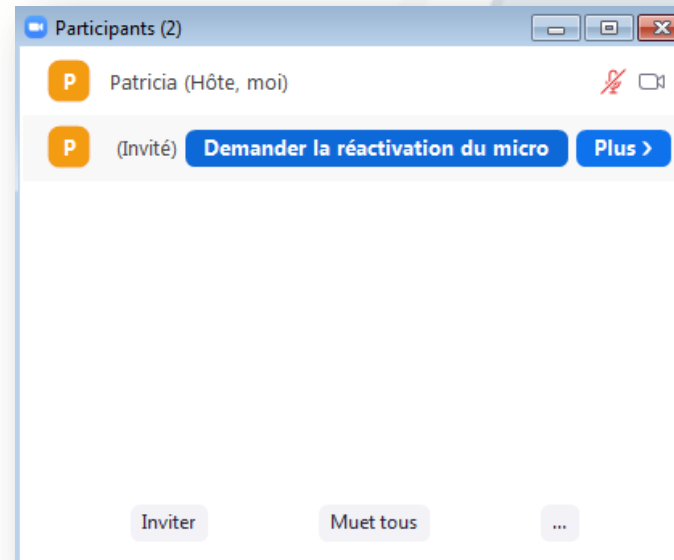 Participants (2)
P Patricia (Hôte, moi)
P (Invité) Demander la réactivation du micro Plus >
Inviter Muet tous ...